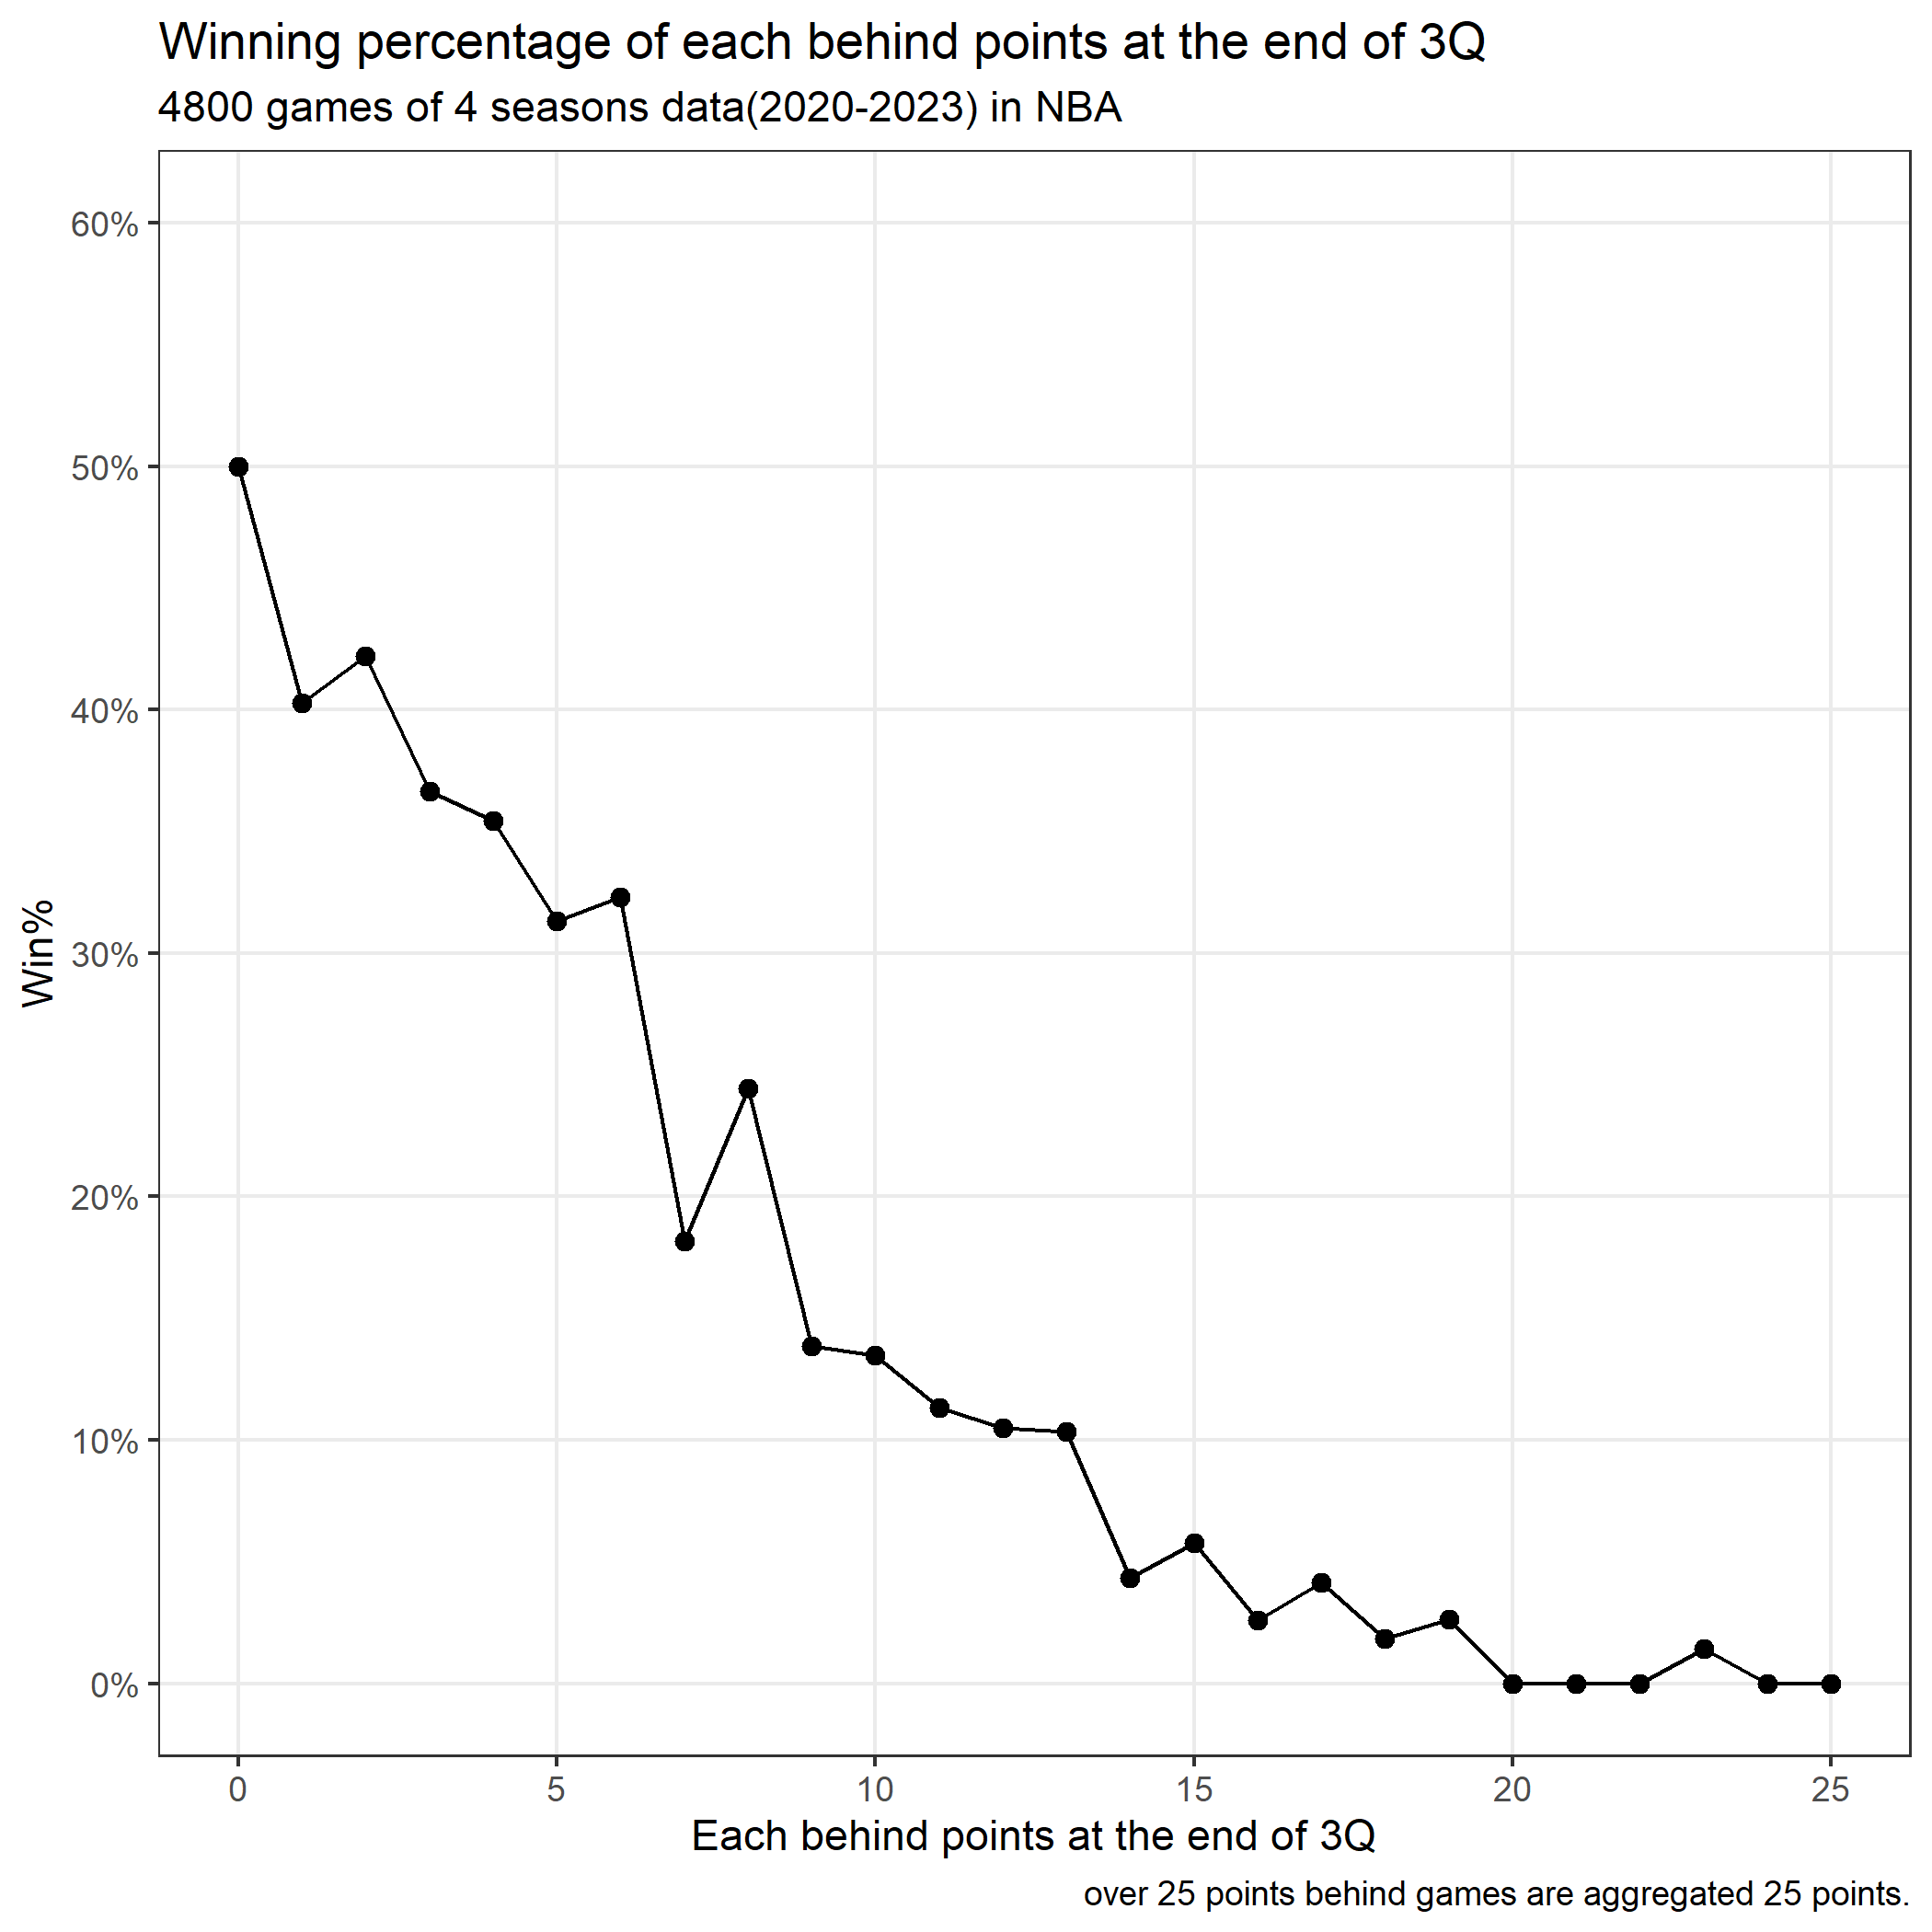 Winning percentage of each behind points at the end of 3Q
4800 games of 4 seasons data(2020-2023) in NBA
60%
50%
40%
30%
20%
10%
0%
Win%
0 5 10 15 20 25
Each behind points at the end of 3Q
over 25 points behind games are aggregated 25 points.